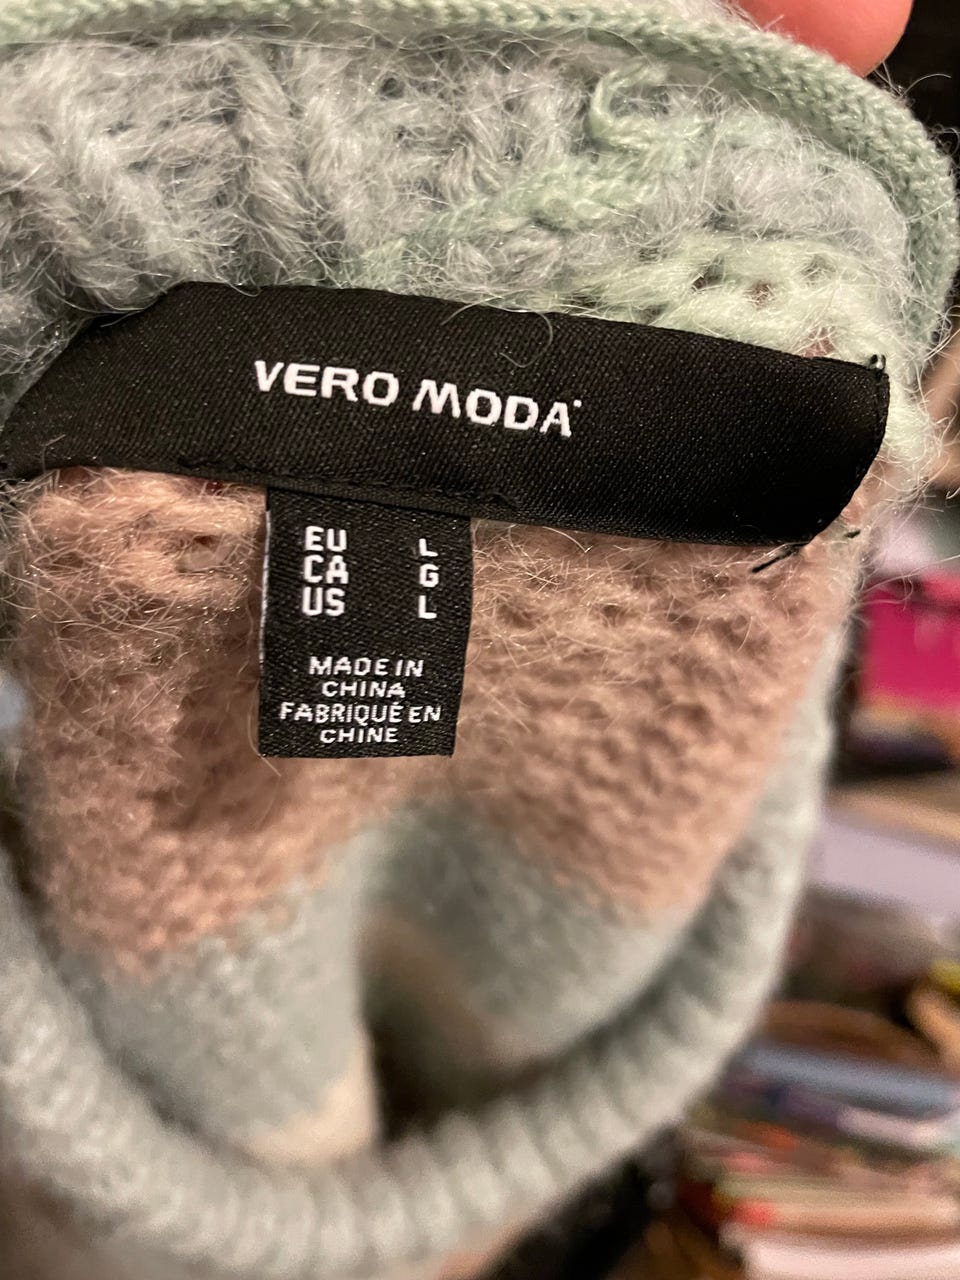 VERO MODA
EU L
CA G
US L
MADE IN
CHINA
FABRIQUÉ EN
CHINE